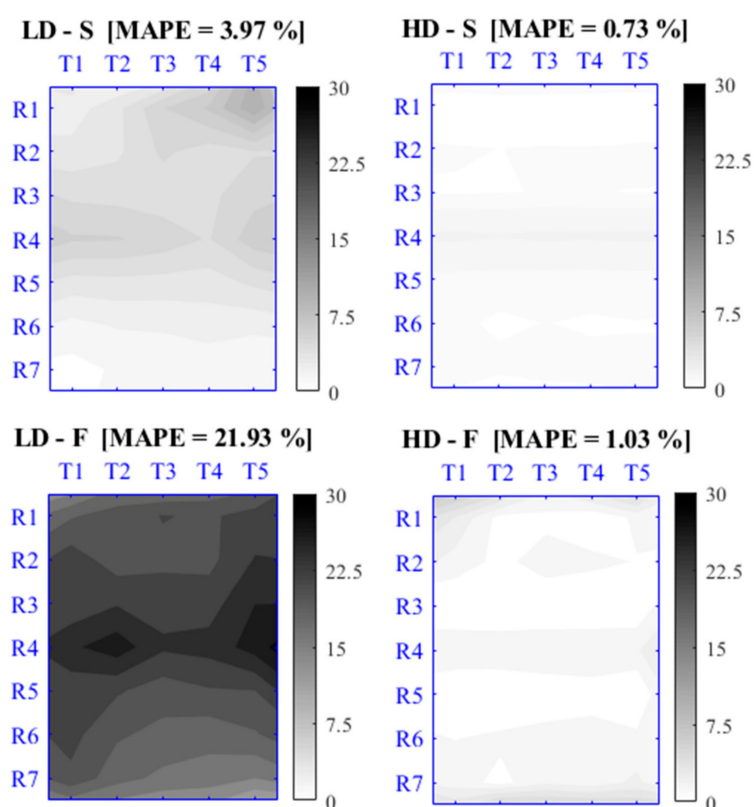 LD - S [MAPE = 3.97 %]
T1 T2 T3 T4 T5
R1
R2
R3
R4
R5
R6
R7
30
22.5
15
7.5
0
HD - S [MAPE = 0.73 %]
T1 T2 T3 T4 T5
R1
R2
R3
R4
R5
R6
R7
30
22.5
15
7.5
0
LD - F [MAPE = 21.93 %]
T1 T2 T3 T4 T5
R1
R2
R3
R4
R5
R6
R7
30
22.5
15
7.5
0
HD - F [MAPE = 1.03 %]
T1 T2 T3 T4 T5
R1
R2
R3
R4
R5
R6
R7
30
22.5
15
7.5
0